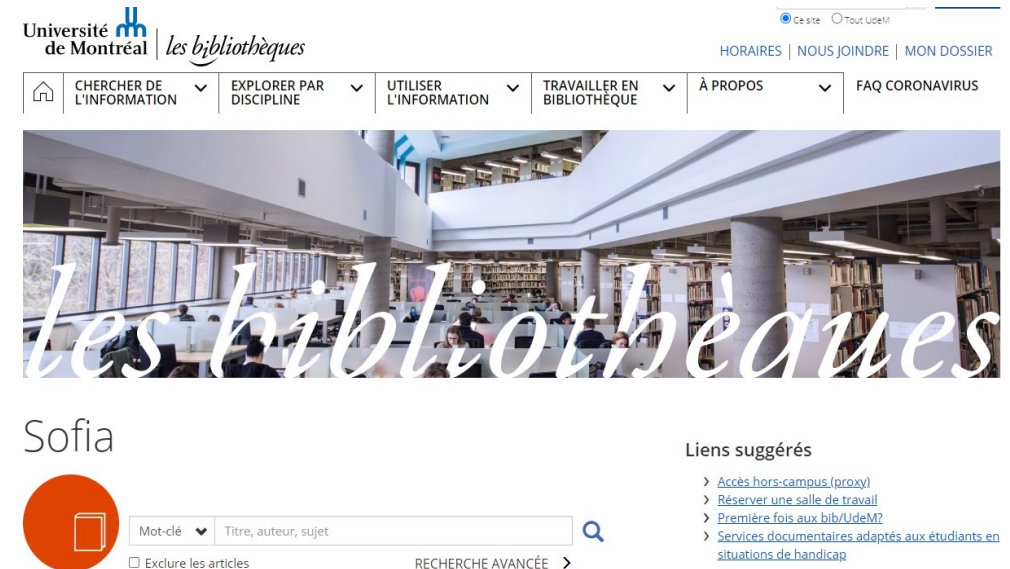 Université
de Montréal
les bibliothèques
Ce site
Tout UdeM
HORAIRES | NOUS JOINDRE | MON DOSSIER
CHERCHER DE
L'INFORMATION
EXPLORER PAR
DISCIPLINE
UTILISER
L'INFORMATION
TRAVAILLER EN
BIBLIOTHÈQUE
À PROPOS
FAQ CORONAVIRUS
les bibliothèques
Sofia
Mot-clé
Titre, auteur, sujet
Exclure les articles
RECHERCHE AVANCÉE
Liens suggérés
Accès hors-campus (proxy)
Réserver une salle de travail
Première fois aux bib/UdeM?
Services documentaires adaptés aux étudiants en
situations de handicap